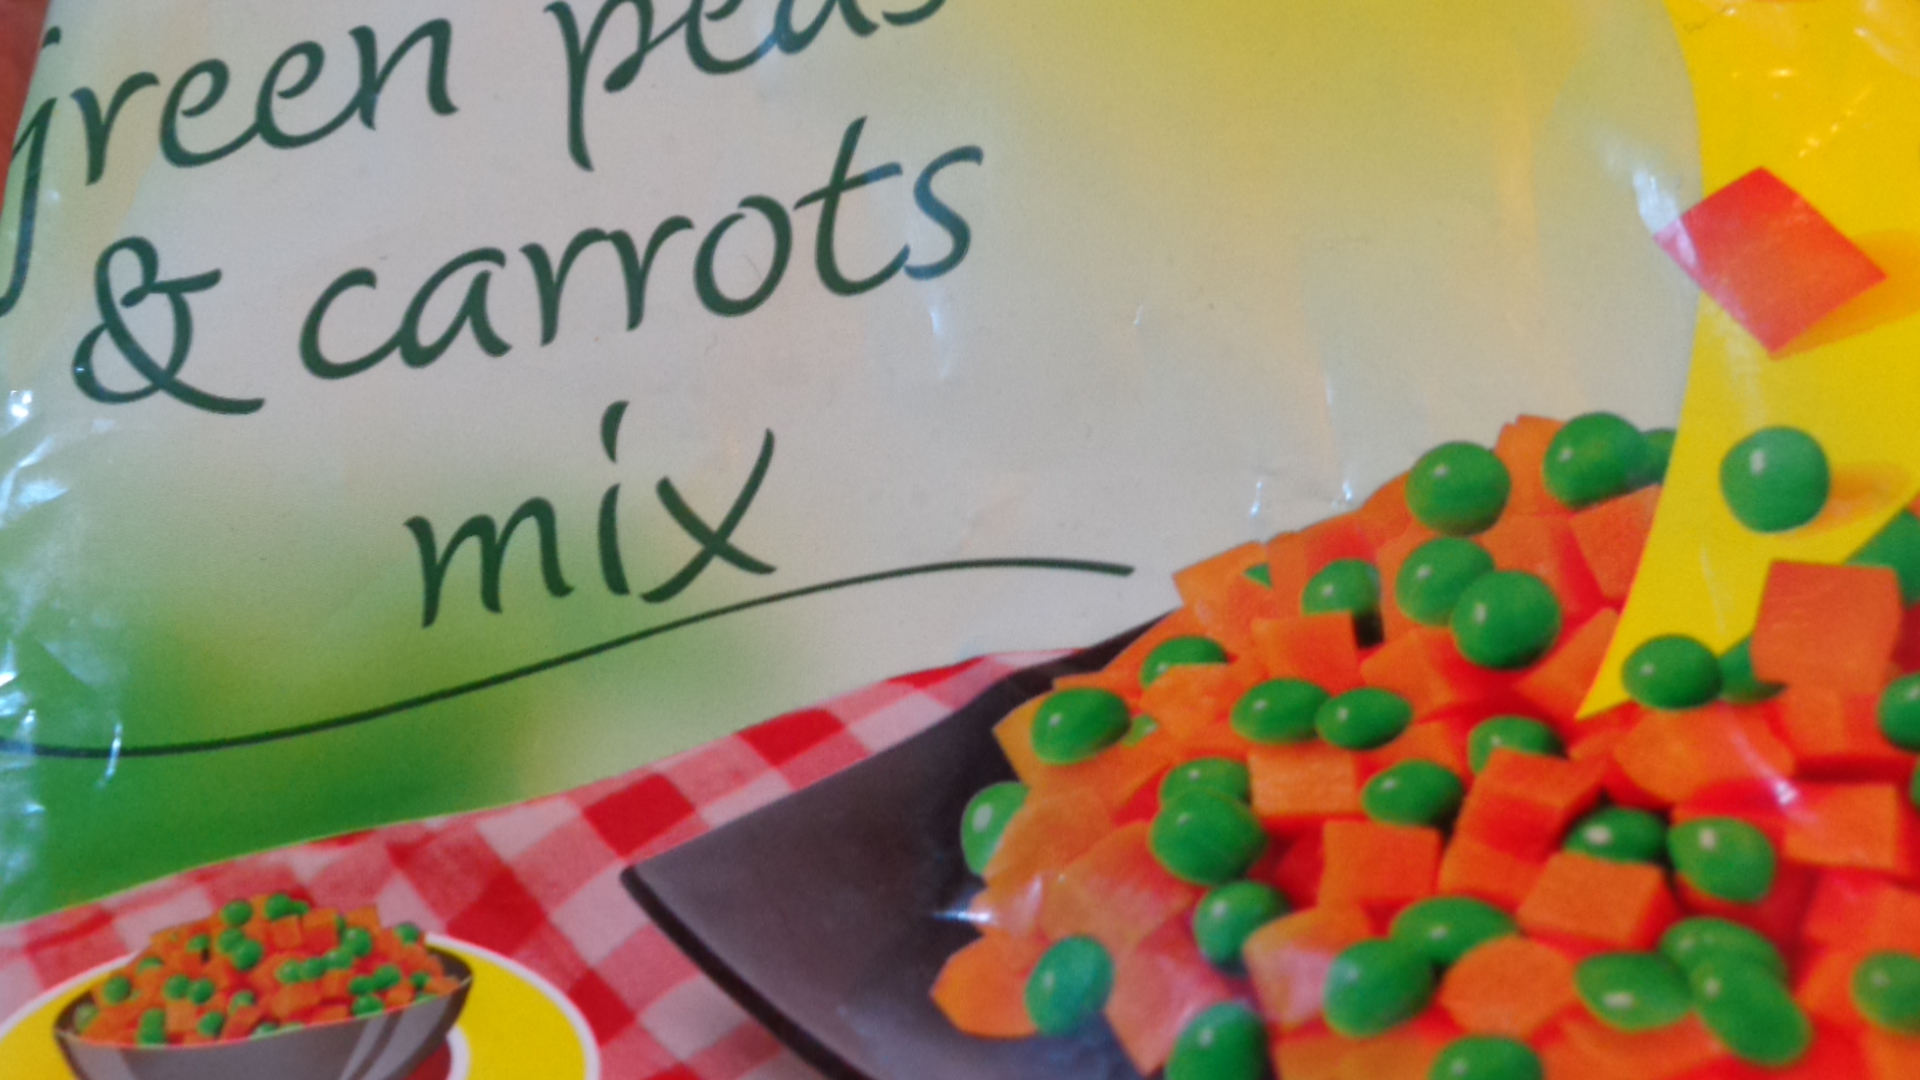 green peas
& carrots
mix